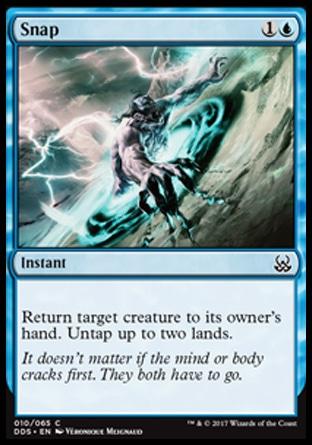 Snap 1
Instant
Return target creature to its owner's
hand. Untap up to two lands.
It doesn't matter if the mind or body
cracks first. They both have to go.
010/065 C
DDS • EN Véronique Meignaud
™ & © 2017 Wizards of the Coast